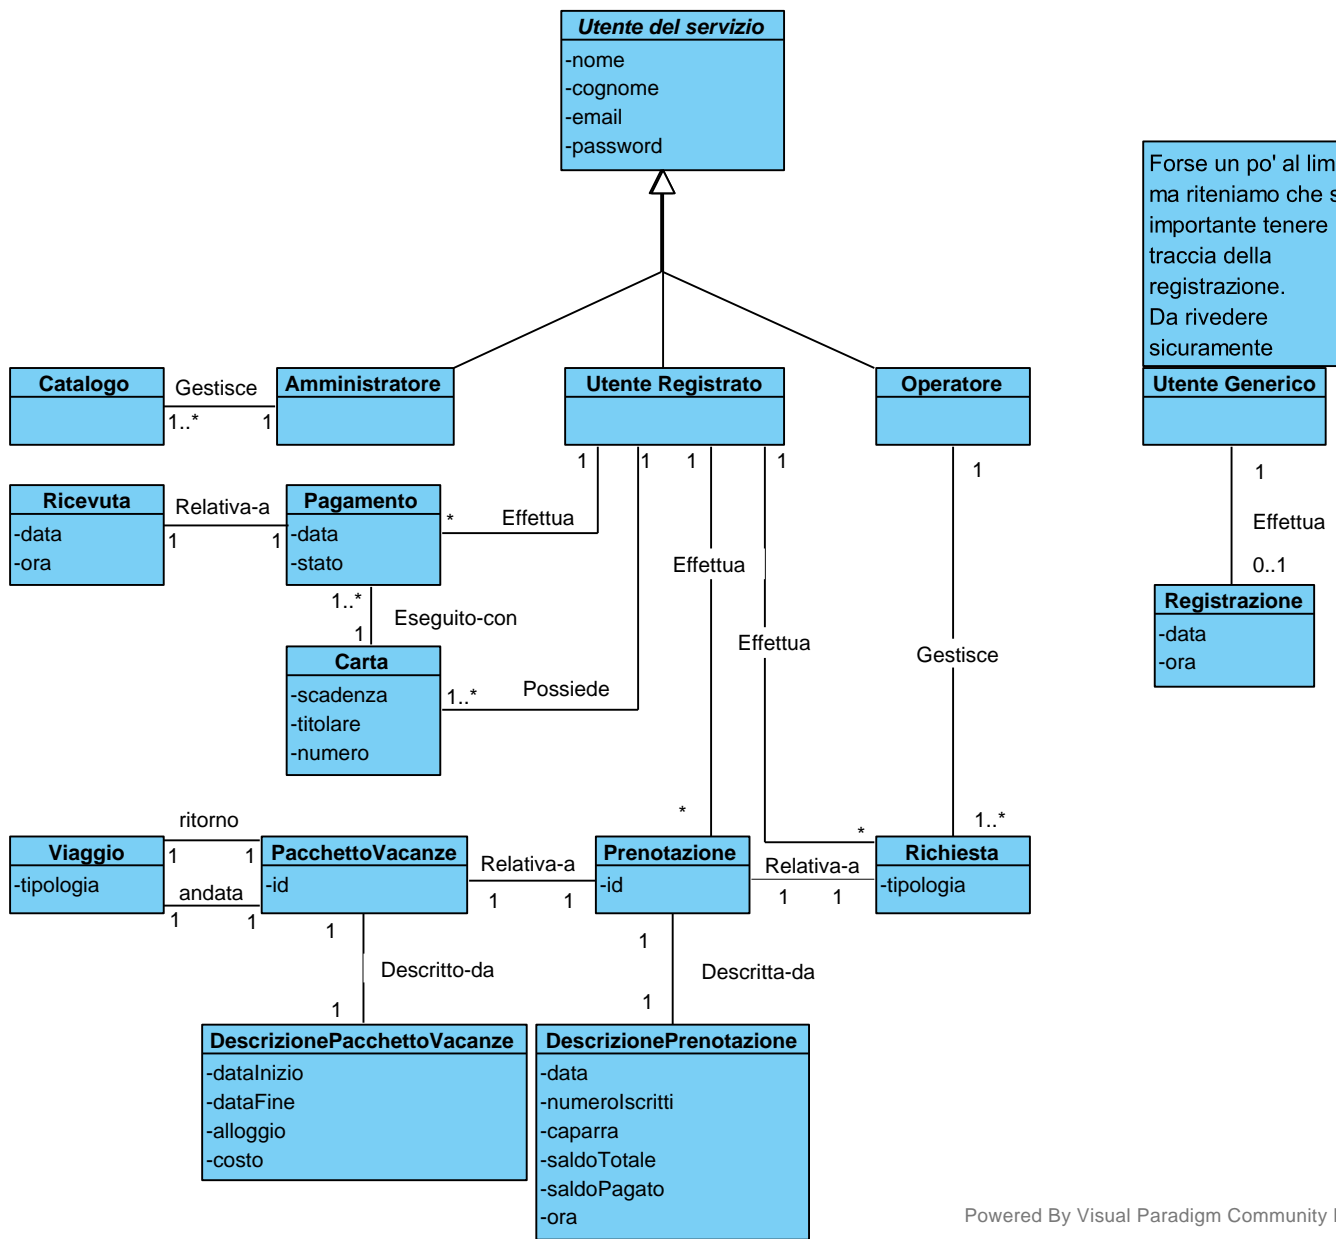 Utente del servizio
-nome
-cognome
-email
-password
Forse un po' al lim
ma riteniamo che s
importante tenere
traccia della
registrazione.
Da rivedere
sicuramente
Catalogo
Gestisce
1..*
1
Amministratore
Utente Registrato
1
1
1
1
Operatore
1
Utente Generico
1
Effettua
0..1
Registrazione
-data
-ora
Ricevuta
-data
-ora
Relativa-a
1
1
Pagamento
-data
-stato
*
Effettua
1..*
Eseguito-con
1
Carta
-scadenza
-titolare
-numero
1..*
Possiede
Effettua
*
Effettua
*
Gestisce
1..*
Viaggio
-tipologia
ritorno
1
1
andata
1
1
PacchettoVacanze
-id
Relativa-a
1
1
Prenotazione
-id
Relativa-a
1
1
Richiesta
-tipologia
1
Descritto-da
1
1
Descritta-da
1
DescrizionePacchettoVacanze
-dataInizio
-dataFine
-alloggio
-costo
DescrizionePrenotazione
-data
-numeroIscritti
-caparra
-saldoTotale
-saldoPagato
-ora
Powered By Visual Paradigm Community